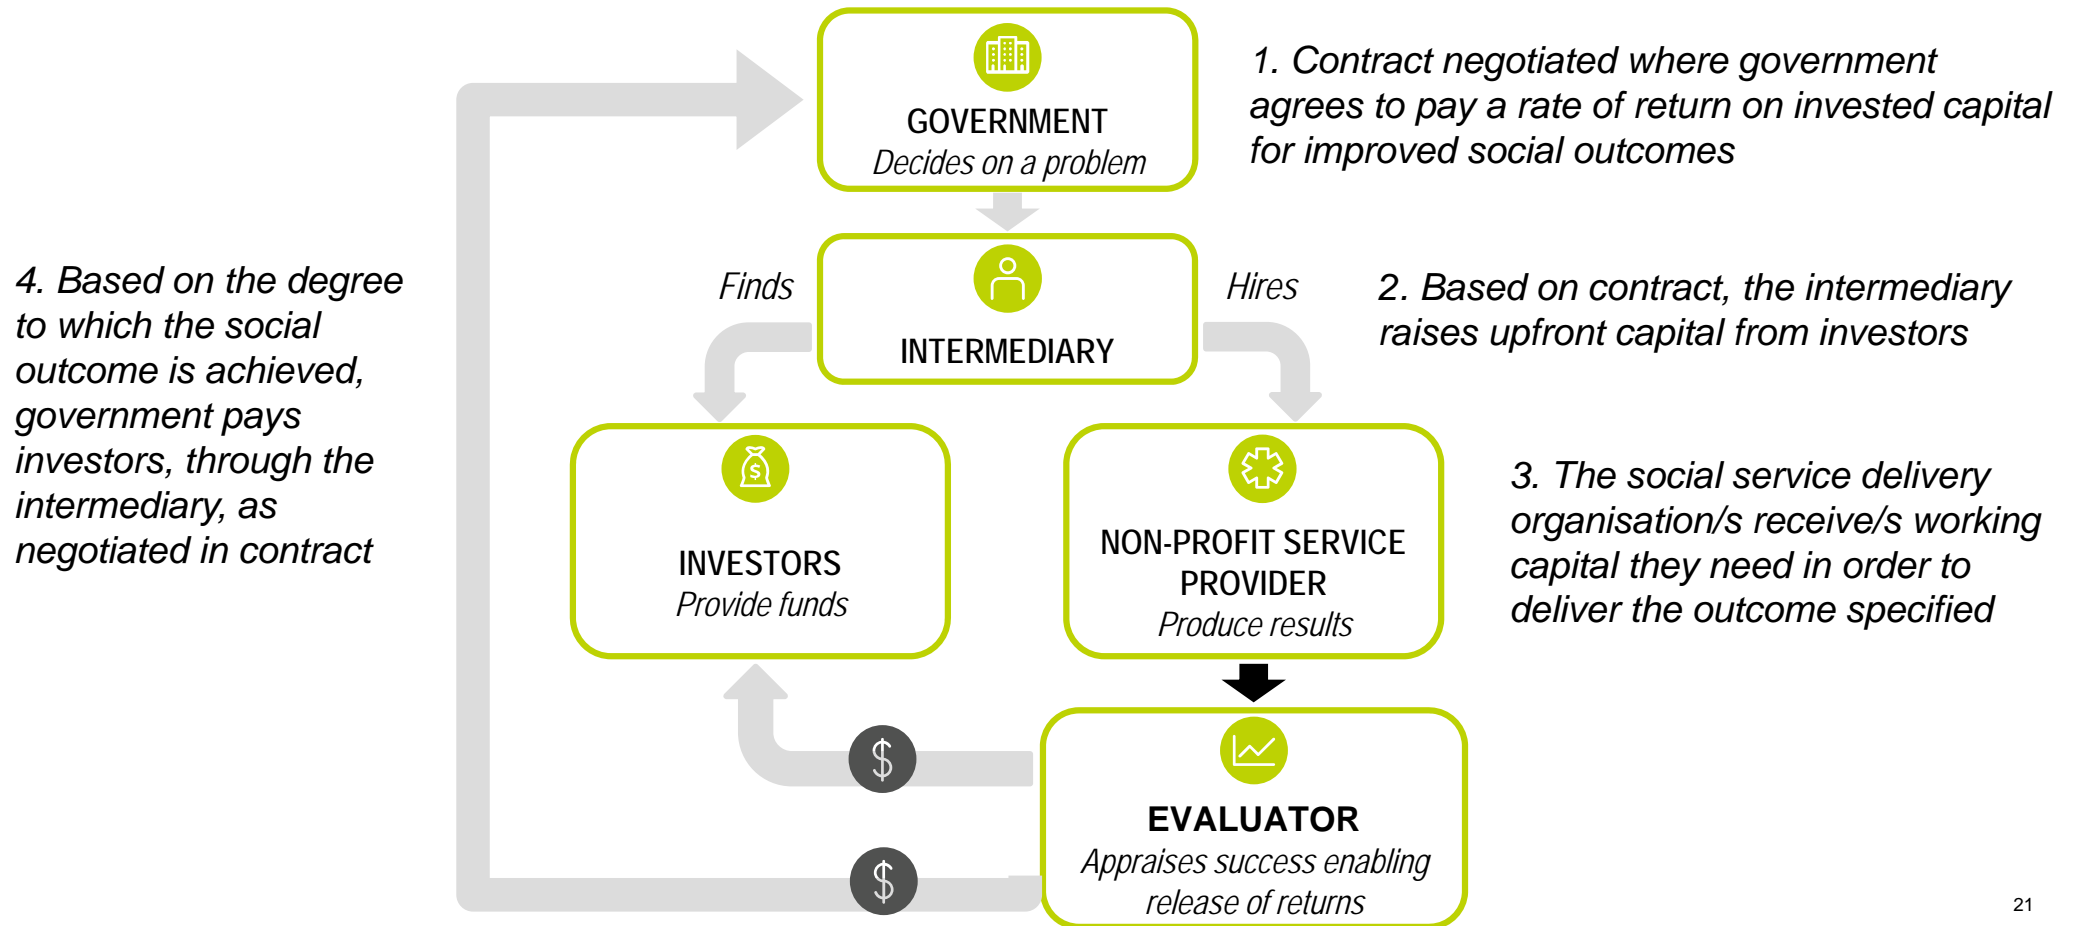 GOVERNMENT
Decides on a problem
1. Contract negotiated where government
agrees to pay a rate of return on invested capital
for improved social outcomes
Finds
INTERMEDIARY
Hires
2. Based on contract, the intermediary
raises upfront capital from investors
4. Based on the degree
to which the social
outcome is achieved,
government pays
investors, through the
intermediary, as
negotiated in contract
$
INVESTORS
Provide funds
NON-PROFIT SERVICE
PROVIDER
Produce results
3. The social service delivery
organisation/s receive/s working
capital they need in order to
deliver the outcome specified
$
$
EVALUATOR
Appraises success enabling
release of returns
21